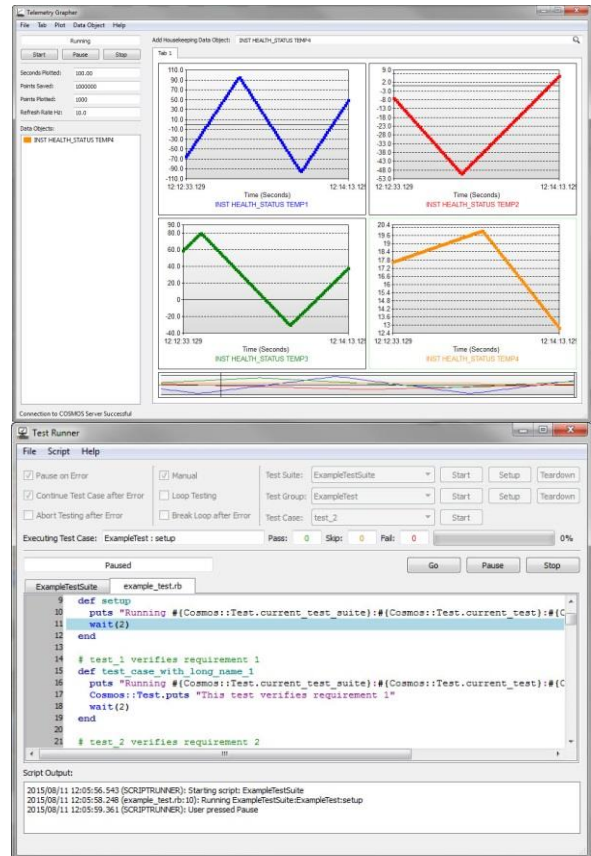 Telemetry Grapher
File Tab Plot Data Object Help
Running
Start Pause Stop
Seconds Plotted: 100.00
Points Saved: 1000000
Points Plotted: 1000
Refresh Rate Hz: 10.0
Data Objects:
INST HEALTH_STATUS TEMP4
Add Housekeeping Data Object: INST HEALTH_STATUS TEMP4
Tab 1
110.0
90.0
70.0
50.0
30.0
10.0
-10.0
-30.0
-50.0
-70.0
-90.0
-110.0
12:12:33.129 12:14:13.129
Time (Seconds)
INST HEALTH_STATUS TEMP1
9.0
2.0
-3.0
-8.0
-13.0
-18.0
-23.0
-28.0
-33.0
-38.0
-43.0
-48.0
-53.0
12:12:33.129 12:14:13.129
Time (Seconds)
INST HEALTH_STATUS TEMP2
90.0
80.0
60.0
40.0
20.0
0
-20.0
-40.0
12:12:33.129 12:14:13.129
Time (Seconds)
INST HEALTH_STATUS TEMP3
20.4
19.6
19
18.4
17.8
17.2
16.6
16
15.4
14.8
14.2
13.6
13
12.4
12:12:33.129 12:14:13.129
Time (Seconds)
INST HEALTH_STATUS TEMP4
Connection to COSMOS Server Successful
Test Runner
File Script Help
Pause on Error Manual Test Suite: ExampleTestSuite Start Setup Teardown
Continue Test Case after Error Loop Testing Test Group: ExampleTest Start Setup Teardown
Abort Testing after Error Break Loop after Error Test Case: test_2 Start
Executing Test Case: ExampleTest : setup Pass: 0 Skip: 0 Fail: 0 0%
Paused Go Pause Stop
ExampleTestSuite example_test.rb
9 def setup
10 puts "Running #{Cosmos::Test.current_test_suite}:#{Cosmos::Test.current_test}:#{C
11 wait(2)
12 end
13
14 # test_1 verifies requirement 1
15 def test_case_with_long_name_1
16 puts "Running #{Cosmos::Test.current_test_suite}:#{Cosmos::Test.current_test}:#{C
17 Cosmos::Test.puts "This test verifies requirement 1"
18 wait(2)
19 end
20
21 # test_2 verifies requirement 2
Script Output:
2015/08/11 12:05:56.543 (SCRIPTRUNNER): Starting script: ExampleTestSuite
2015/08/11 12:05:58.248 (example_test.rb:10): Running ExampleTestSuite:ExampleTest:setup
2015/08/11 12:05:59.361 (SCRIPTRUNNER): User pressed Pause